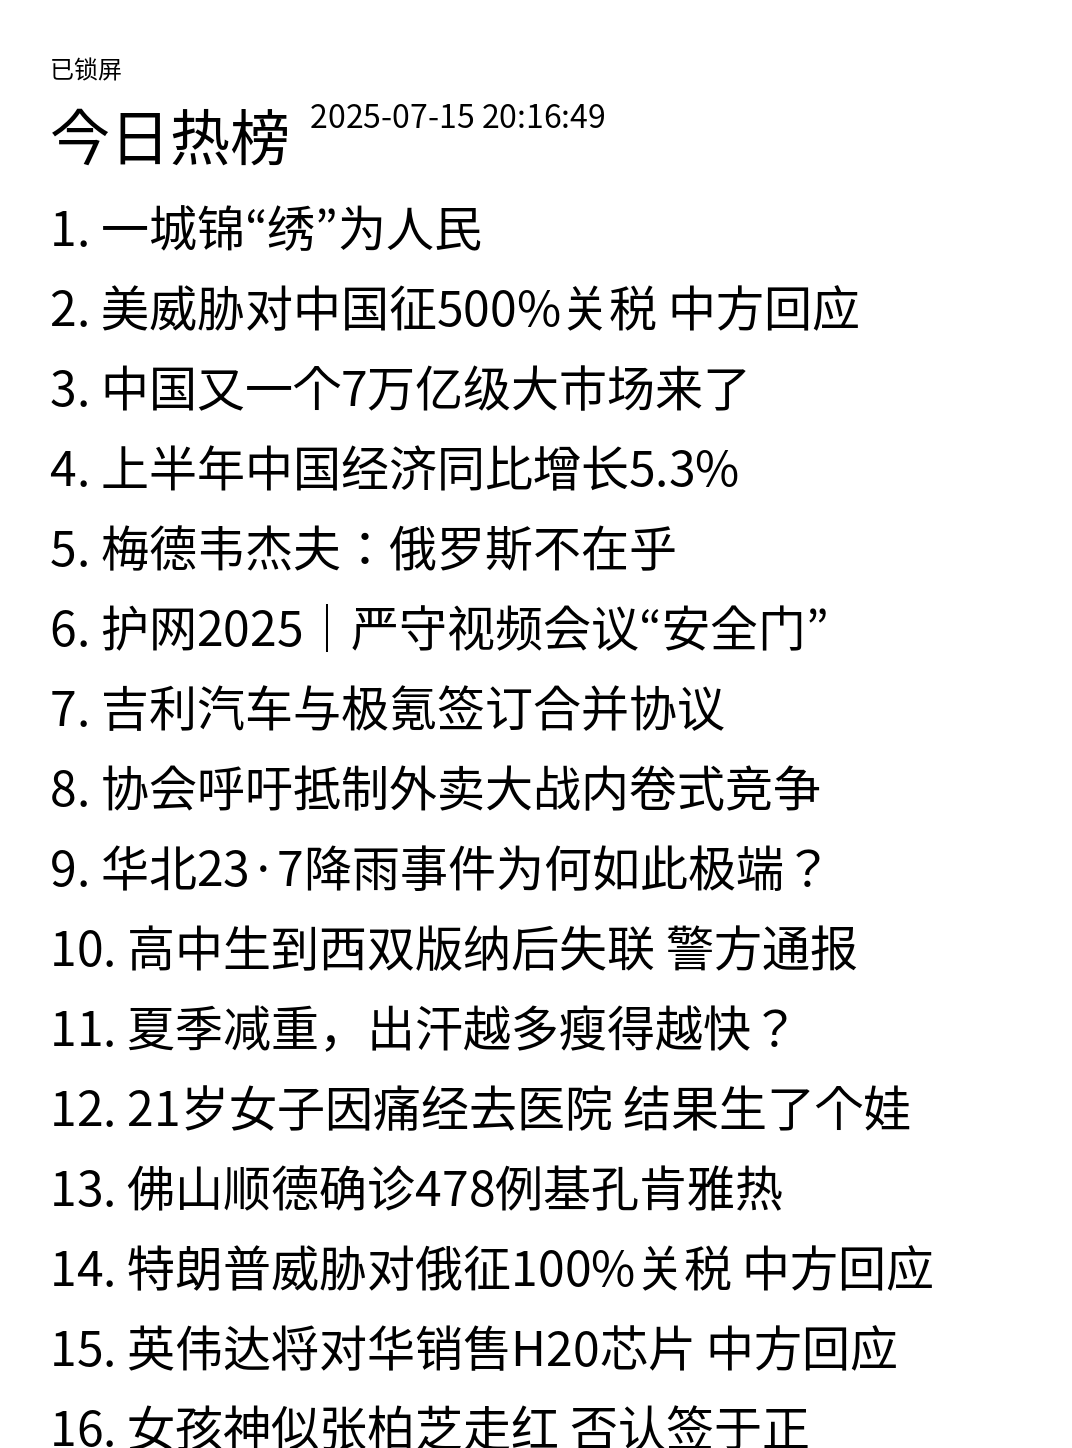 已锁屏
今日热榜 2025-07-15 20:16:49
1. 一城锦“绣”为人民
2. 美威胁对中国征500%关税 中方回应
3. 中国又一个7万亿级大市场来了
4. 上半年中国经济同比增长5.3%
5. 梅德韦杰夫：俄罗斯不在乎
6. 护网2025｜严守视频会议“安全门”
7. 吉利汽车与极氪签订合并协议
8. 协会呼吁抵制外卖大战内卷式竞争
9. 华北23·7降雨事件为何如此极端？
10. 高中生到西双版纳后失联 警方通报
11. 夏季减重，出汗越多瘦得越快？
12. 21岁女子因痛经去医院 结果生了个娃
13. 佛山顺德确诊478例基孔肯雅热
14. 特朗普威胁对俄征100%关税 中方回应
15. 英伟达将对华销售H20芯片 中方回应
16. 女孩神似张柏芝走红 否认签于正